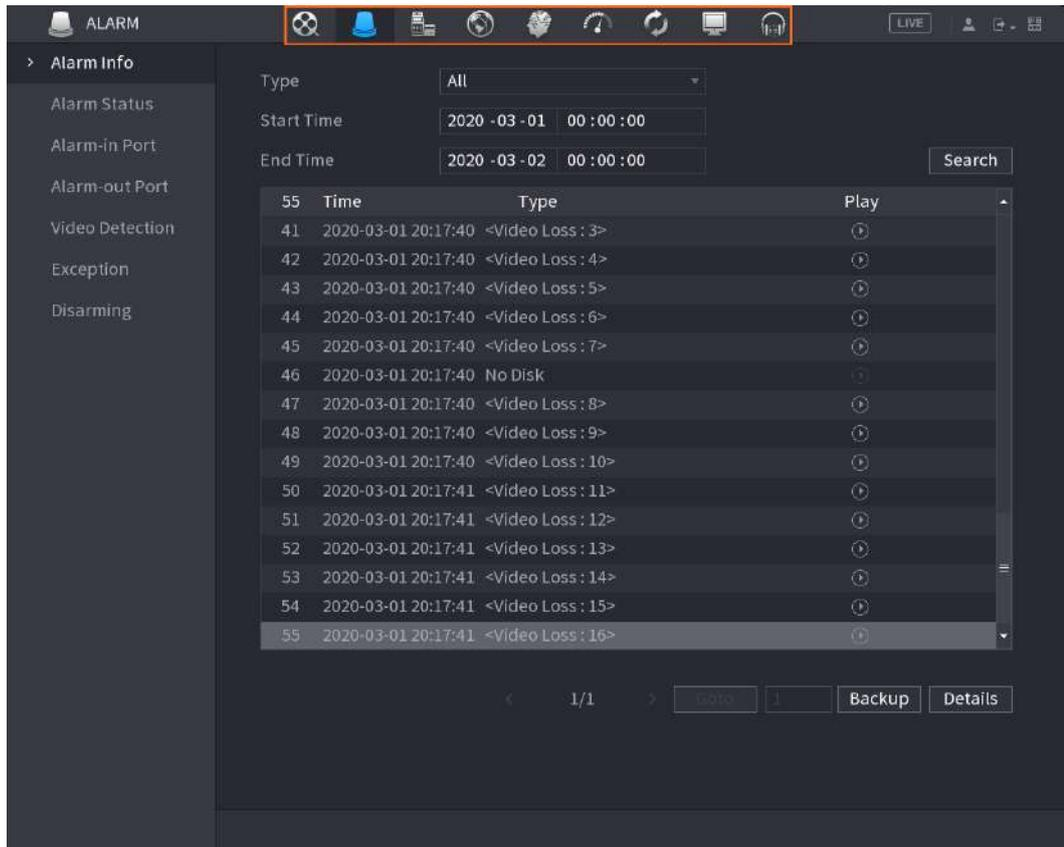 ALARM LIVE
Alarm Info
Alarm Status
Alarm-in Port
Alarm-out Port
Video Detection
Exception
Disarming
Type All
Start Time 2020 -03 -01 00 :00 :00
End Time 2020 -03 -02 00 :00 :00 Search
55 Time Type Play
41 2020-03-01 20:17:40 <Video Loss : 3>
42 2020-03-01 20:17:40 <Video Loss : 4>
43 2020-03-01 20:17:40 <Video Loss : 5>
44 2020-03-01 20:17:40 <Video Loss : 6>
45 2020-03-01 20:17:40 <Video Loss : 7>
46 2020-03-01 20:17:40 No Disk
47 2020-03-01 20:17:40 <Video Loss : 8>
48 2020-03-01 20:17:40 <Video Loss : 9>
49 2020-03-01 20:17:40 <Video Loss : 10>
50 2020-03-01 20:17:41 <Video Loss : 11>
51 2020-03-01 20:17:41 <Video Loss : 12>
52 2020-03-01 20:17:41 <Video Loss : 13>
53 2020-03-01 20:17:41 <Video Loss : 14>
54 2020-03-01 20:17:41 <Video Loss : 15>
55 2020-03-01 20:17:41 <Video Loss : 16>
< 1/1 > Goto 1 Backup Details